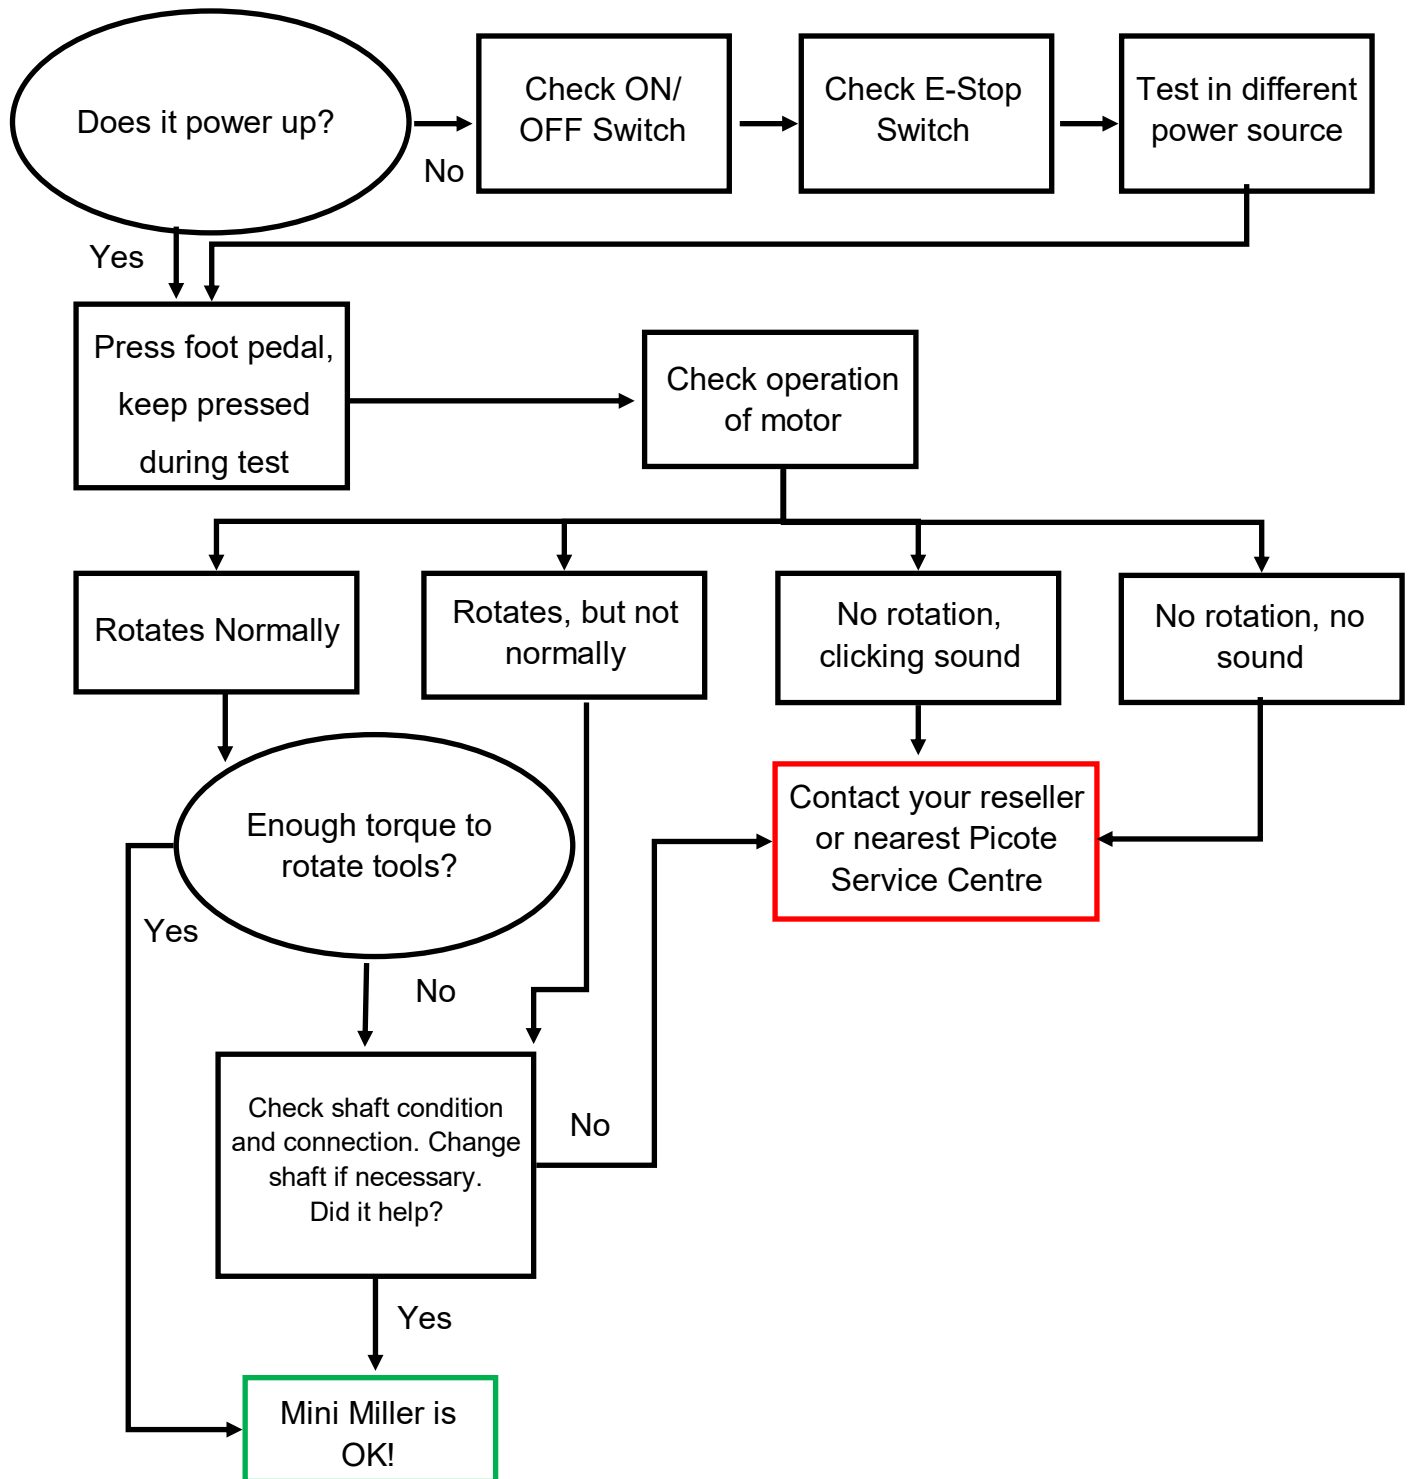 Does it power up?
No
Check ON/
OFF Switch
Check E-Stop
Switch
Test in different
power source
Yes
Press foot pedal,
keep pressed
during test
Check operation
of motor
Rotates Normally
Rotates, but not
normally
No rotation,
clicking sound
No rotation, no
sound
Enough torque to
rotate tools?
Contact your reseller
or nearest Picote
Service Centre
Yes
No
Check shaft condition
and connection. Change
shaft if necessary.
Did it help?
No
Yes
Mini Miller is
OK!